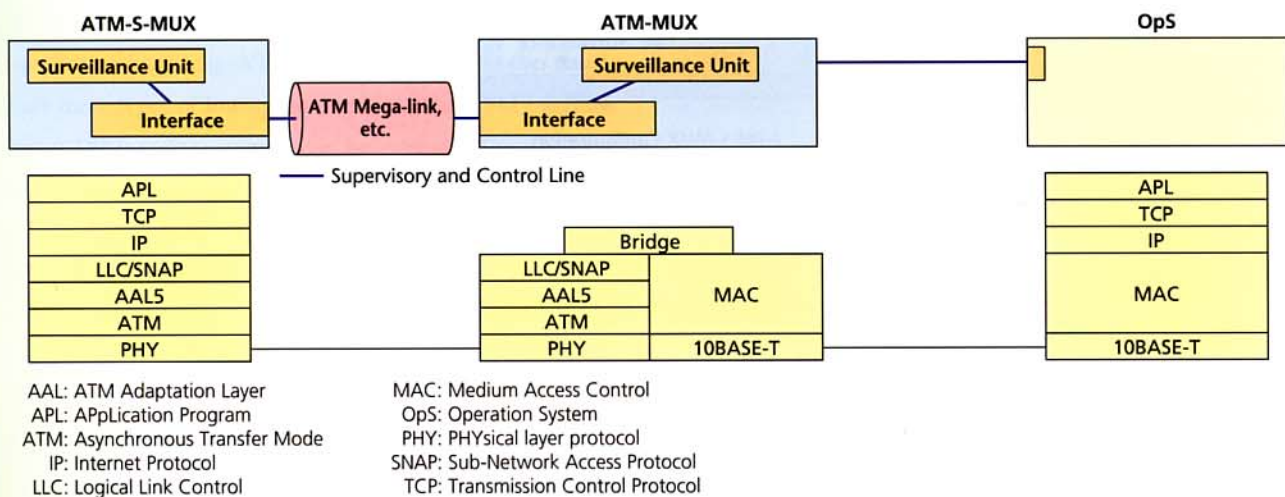 ATM-S-MUX
ATM-MUX
OpS
Surveillance Unit
Interface
ATM Mega-link,
etc.
Surveillance Unit
Interface
Supervisory and Control Line
APL
TCP
IP
LLC/SNAP
AAL5
ATM
PHY
Bridge
LLC/SNAP
AAL5
ATM
PHY
MAC
10BASE-T
APL
TCP
IP
MAC
10BASE-T
AAL: ATM Adaptation Layer
APL: APpLication Program
ATM: Asynchronous Transfer Mode
IP: Internet Protocol
LLC: Logical Link Control
MAC: Medium Access Control
OpS: Operation System
PHY: PHYsical layer protocol
SNAP: Sub-Network Access Protocol
TCP: Transmission Control Protocol